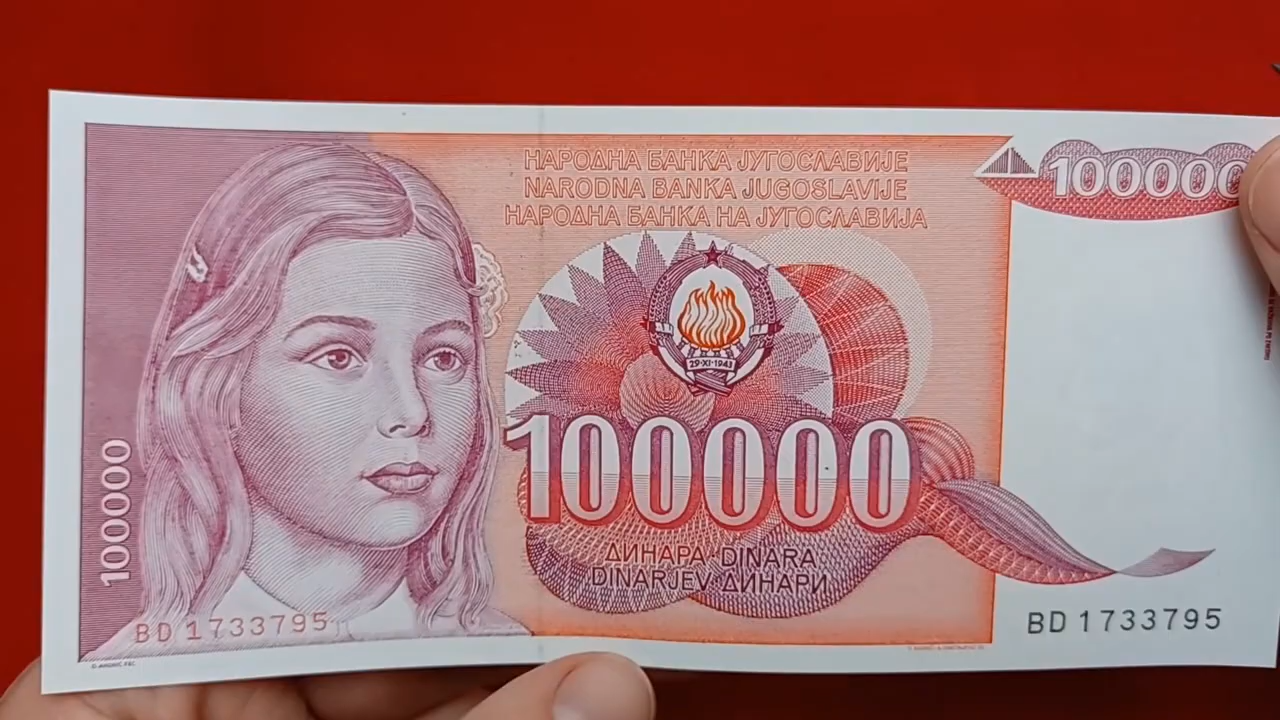 НАРОДНА БАНКА ЈУГОСЛАВИЈЕ
NARODNA BANKA JUGOSLAVIJE
НАРОДНА БАНКА НА ЈУГОСЛАВИЈА
100000
29·XI·1943
100000
ДИНАРА DINARA
DINARJEV ДИНАРИ
100000
BD 1733795
BD 1733795